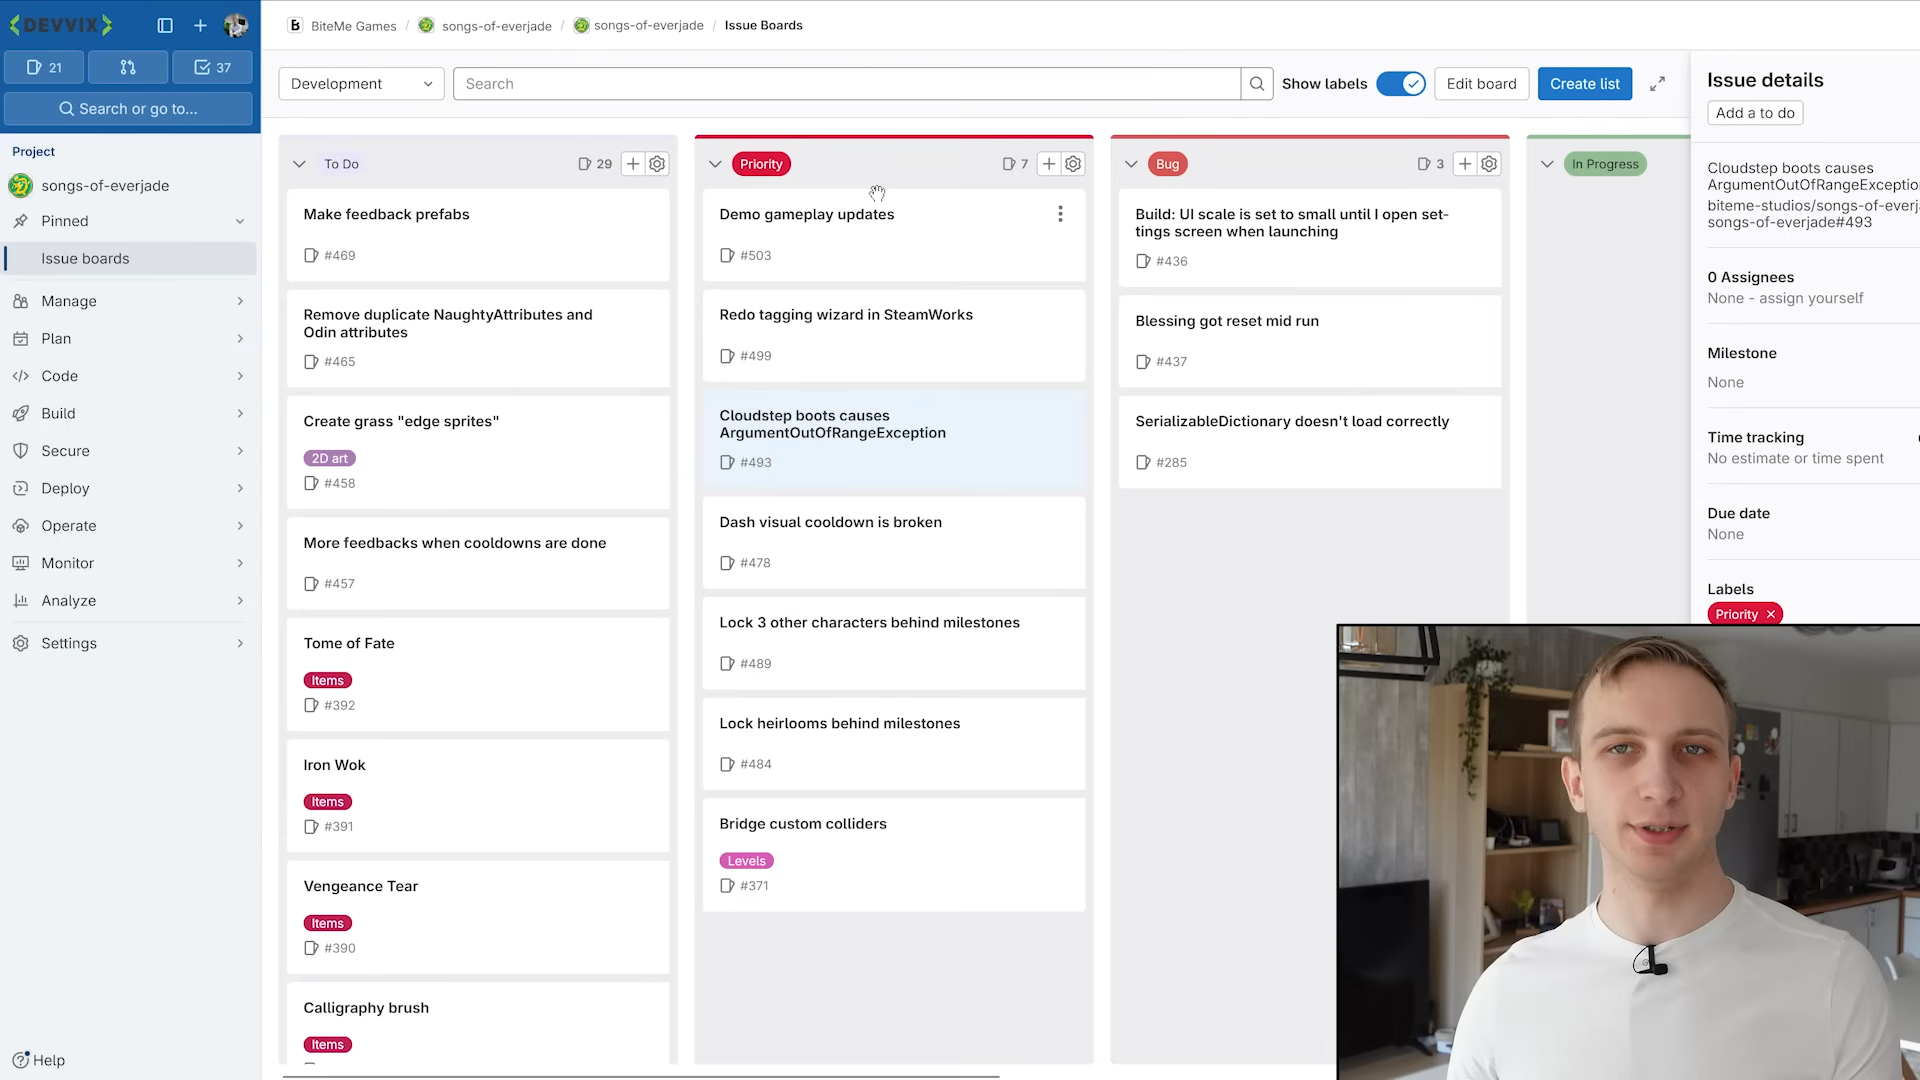 DEVVIX
21
37
Search or go to...
Project
songs-of-everjade
Pinned
Issue boards
Manage
Plan
Code
Build
Secure
Deploy
Operate
Monitor
Analyze
Settings
Help
B BiteMe Games / songs-of-everjade / songs-of-everjade / Issue Boards
Development
Search
Show labels
Edit board
Create list
To Do
29
Make feedback prefabs
#469
Remove duplicate NaughtyAttributes and
Odin attributes
#465
Create grass "edge sprites"
2D art
#458
More feedbacks when cooldowns are done
#457
Tome of Fate
Items
#392
Iron Wok
Items
#391
Vengeance Tear
Items
#390
Calligraphy brush
Items
Priority
7
Demo gameplay updates
#503
Redo tagging wizard in SteamWorks
#499
Cloudstep boots causes
ArgumentOutOfRangeException
#493
Dash visual cooldown is broken
#478
Lock 3 other characters behind milestones
#489
Lock heirlooms behind milestones
#484
Bridge custom colliders
Levels
#371
Bug
3
Build: UI scale is set to small until I open set-
tings screen when launching
#436
Blessing got reset mid run
#437
SerializableDictionary doesn't load correctly
#285
In Progress
Issue details
Add a to do
Cloudstep boots causes
ArgumentOutOfRangeExceptio
biteme-studios/songs-of-everj
songs-of-everjade#493
0 Assignees
None - assign yourself
Milestone
None
Time tracking
No estimate or time spent
Due date
None
Labels
Priority ×